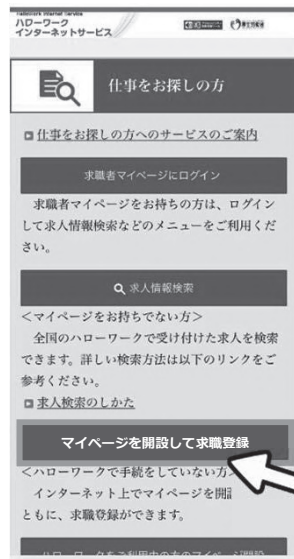 ハローワーク
インターネットサービス
仕事をお探しの方
仕事をお探しの方へのサービスのご案内
求職者マイページにログイン
求職者マイページをお持ちの方は、ログイン
して求人情報検索などのメニューをご利用くだ
さい。
求人情報検索
<マイページをお持ちでない方>
全国のハローワークで受け付けた求人を検索
できます。詳しい検索方法は以下のリンクをご
参考ください。
求人検索のしかた
マイページを開設して求職登録
<ハローワークで手続をしていない方
インターネット上でマイページを開
ともに、求職登録ができます。